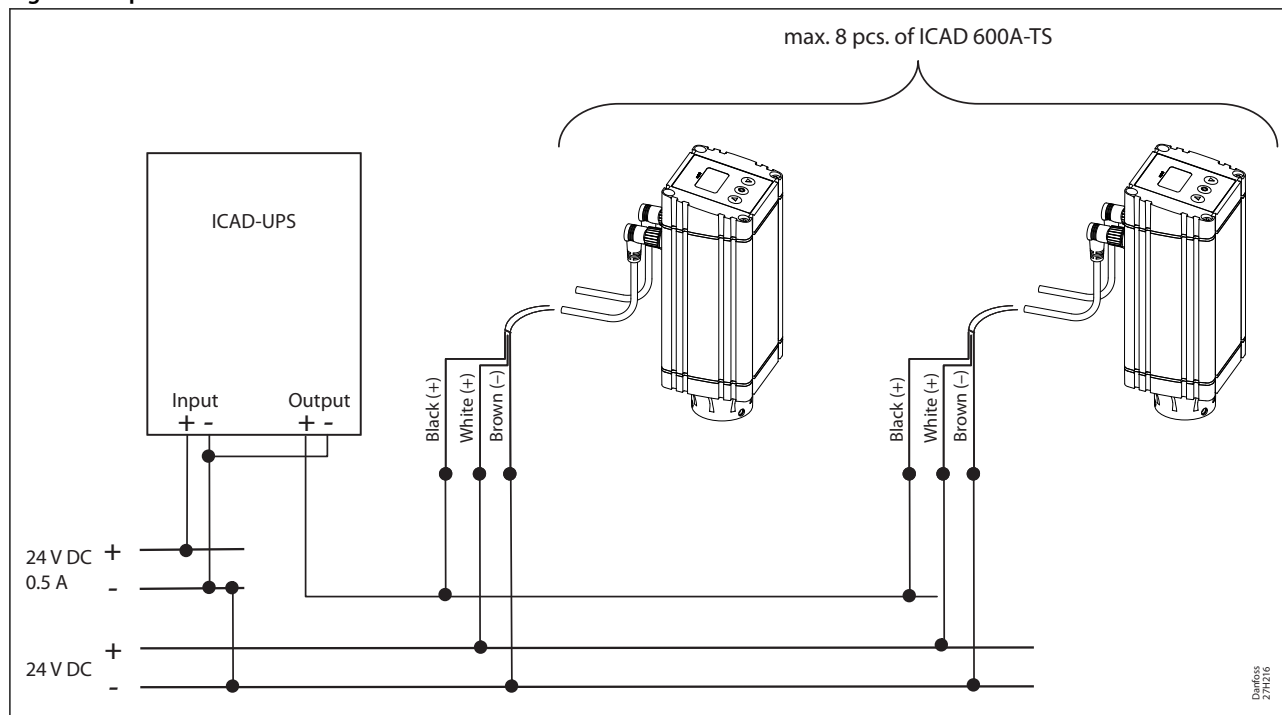 max. 8 pcs. of ICAD 600A-TS
ICAD-UPS
Input
Output
+ -
+ -
Black (+)
White (+)
Brown (–)
Black (+)
White (+)
Brown (–)
24 V DC +
0.5 A -
+
24 V DC
-
Danfoss
27H216